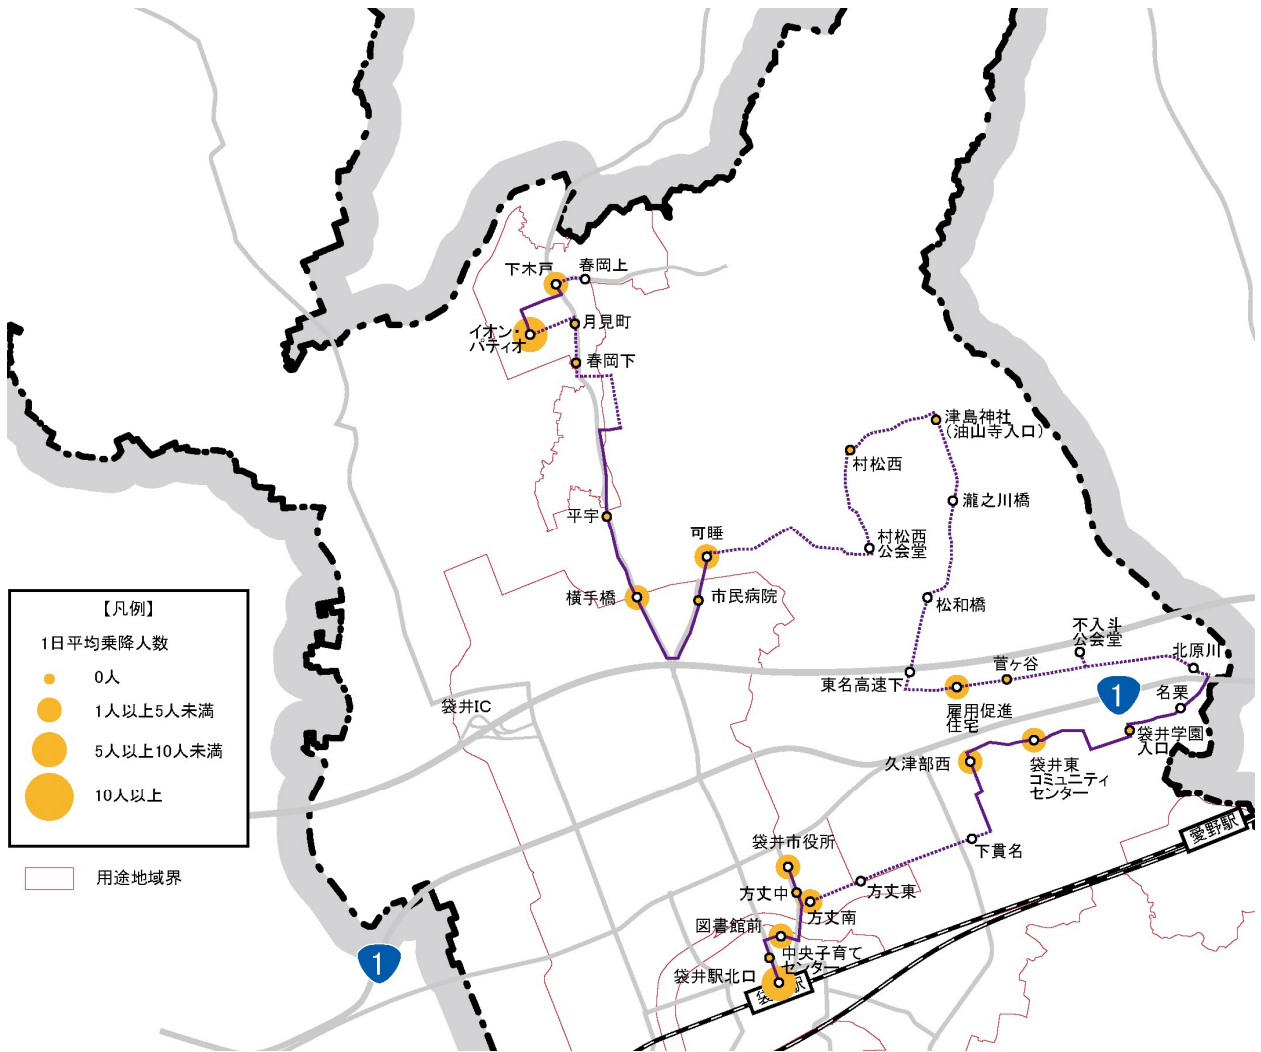 下木戸
春岡上
イオン・
パティオ
月見町
春岡下
津島神社
（油山寺入口）
村松西
瀧之川橋
平宇
可睡
村松西
公会堂
横手橋
市民病院
松和橋
不入斗
公会堂
北原川
菅ヶ谷
東名高速下
雇用促進
住宅
名栗
1
袋井IC
袋井学園
入口
久津部西
袋井東
コミュニティ
センター
愛野駅
袋井市役所
下貫名
方丈中
方丈東
方丈南
図書館前
中央子育て
センター
袋井駅北口
1
【凡例】
1日平均乗降人数
0人
1人以上5人未満
5人以上10人未満
10人以上
用途地域界